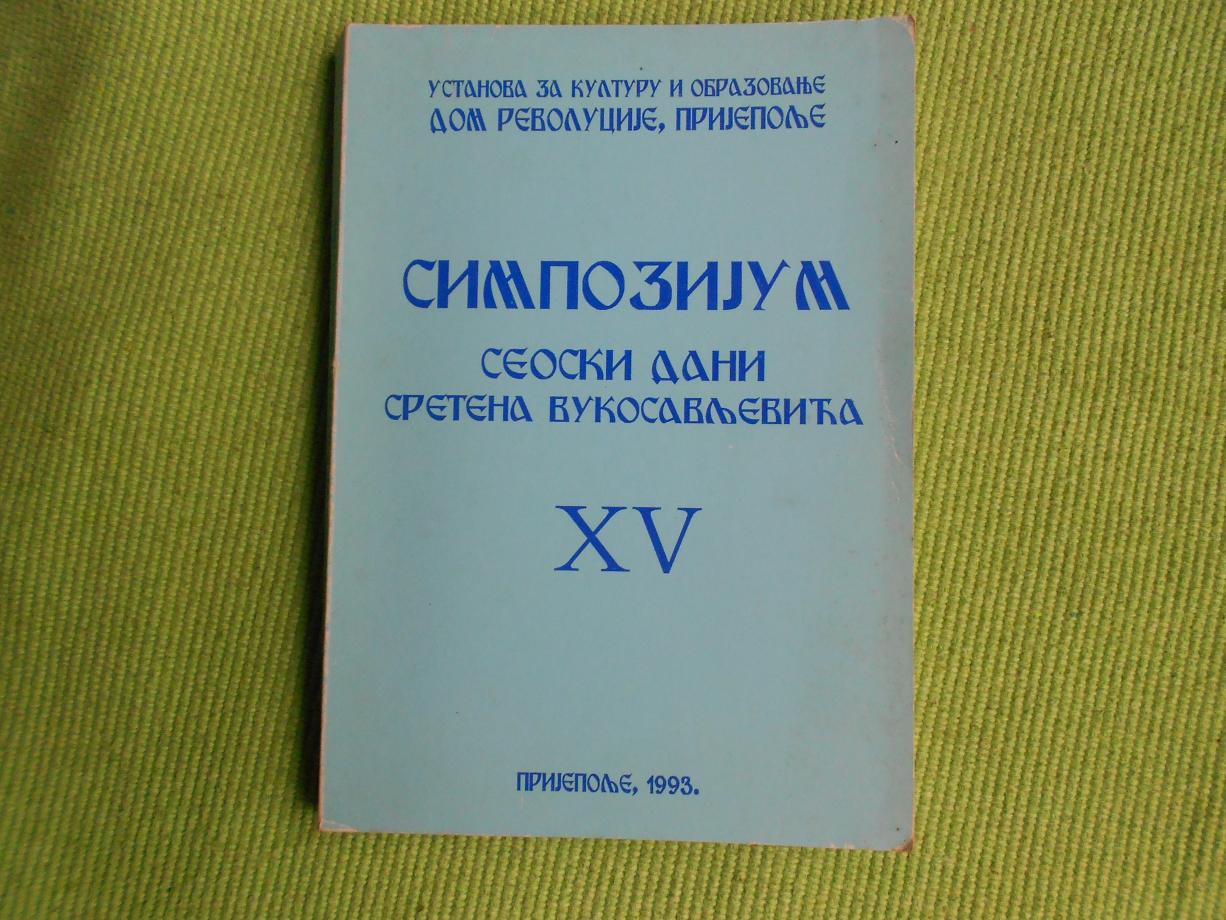 УСТАНОВА ЗА КУЛТУРУ И ОБРАЗОВАЊЕ
ДОМ РЕВОЛУЦИЈЕ, ПРИЈЕПОЉЕ
СИМПОЗИЈУМ
СЕОСКИ ДАНИ
СРЕТЕНА ВУКОСАВЉЕВИЋА
XV
ПРИЈЕПОЉЕ, 1993.